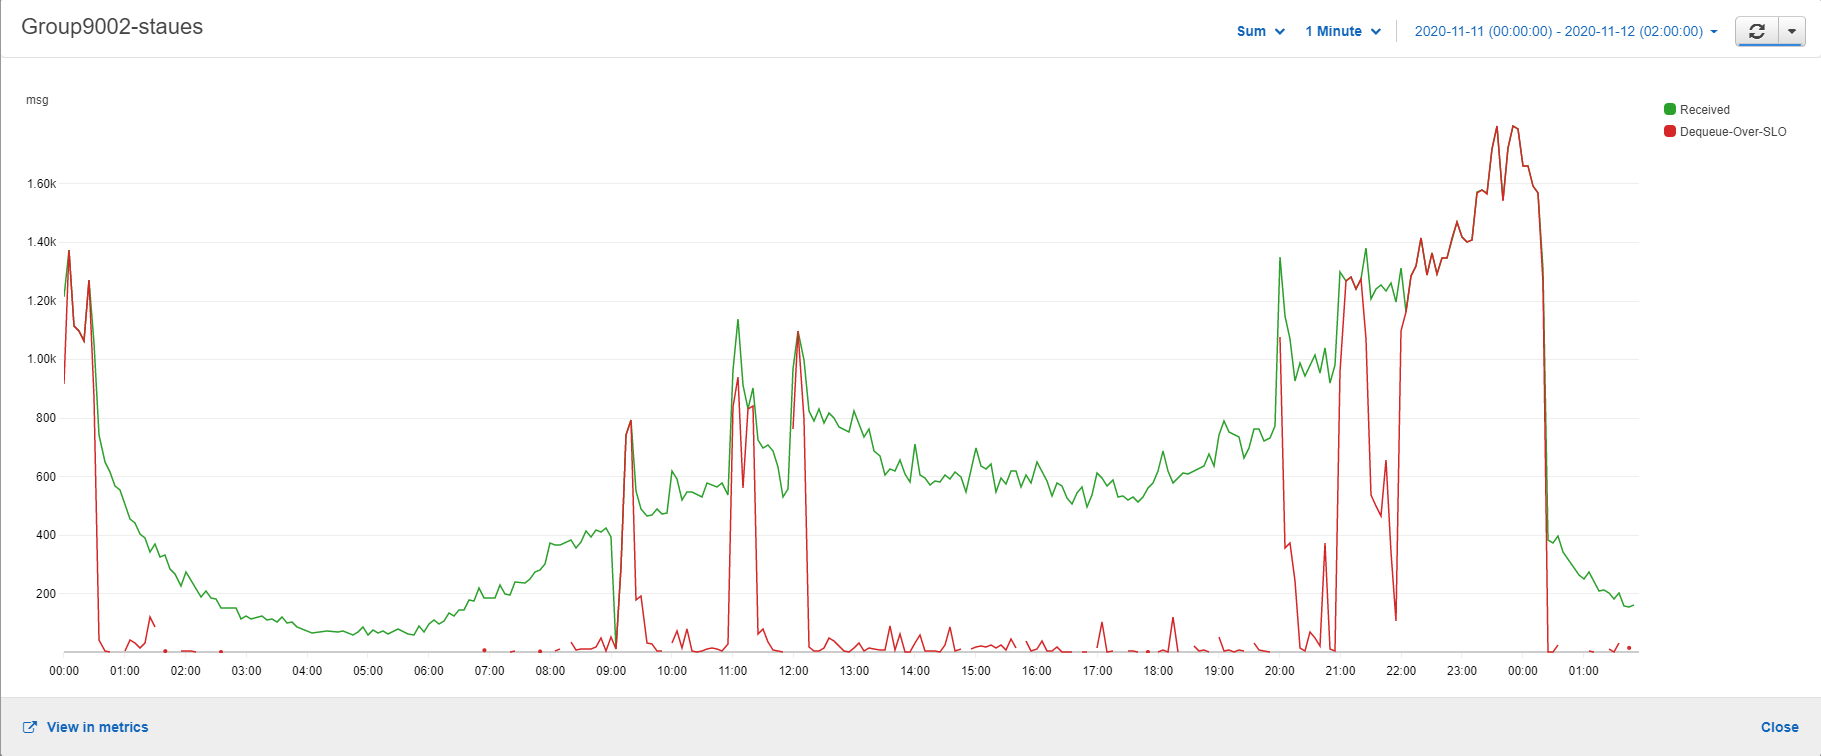 Group9002-staues
Sum 1 Minute 2020-11-11 (00:00:00) - 2020-11-12 (02:00:00)
msg
Received
Dequeue-Over-SLO
1.60k
1.40k
1.20k
1.00k
800
600
400
200
00:00 01:00 02:00 03:00 04:00 05:00 06:00 07:00 08:00 09:00 10:00 11:00 12:00 13:00 14:00 15:00 16:00 17:00 18:00 19:00 20:00 21:00 22:00 23:00 00:00 01:00
View in metrics Close